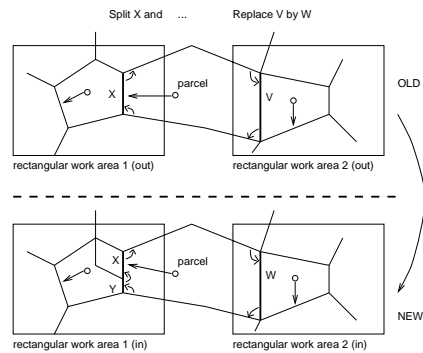 Split X and ... Replace V by W
X
parcel
V
OLD
rectangular work area 1 (out)
rectangular work area 2 (out)
X
parcel
Y
W
NEW
rectangular work area 1 (in)
rectangular work area 2 (in)